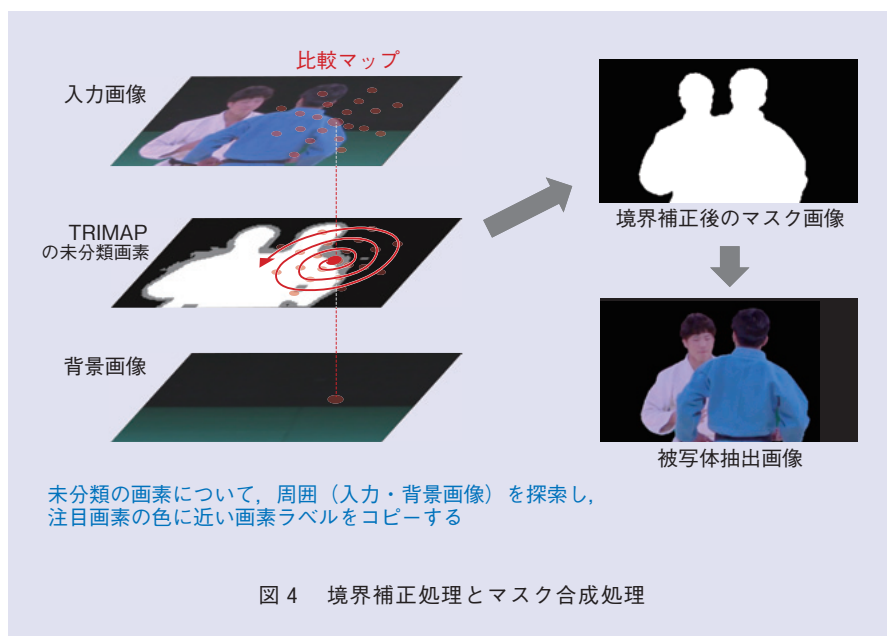 比較マップ
入力画像
TRIMAP
の未分類画素
背景画像
境界補正後のマスク画像
被写体抽出画像
未分類の画素について，周囲（入力・背景画像）を探索し，
注目画素の色に近い画素ラベルをコピーする
図 4　境界補正処理とマスク合成処理